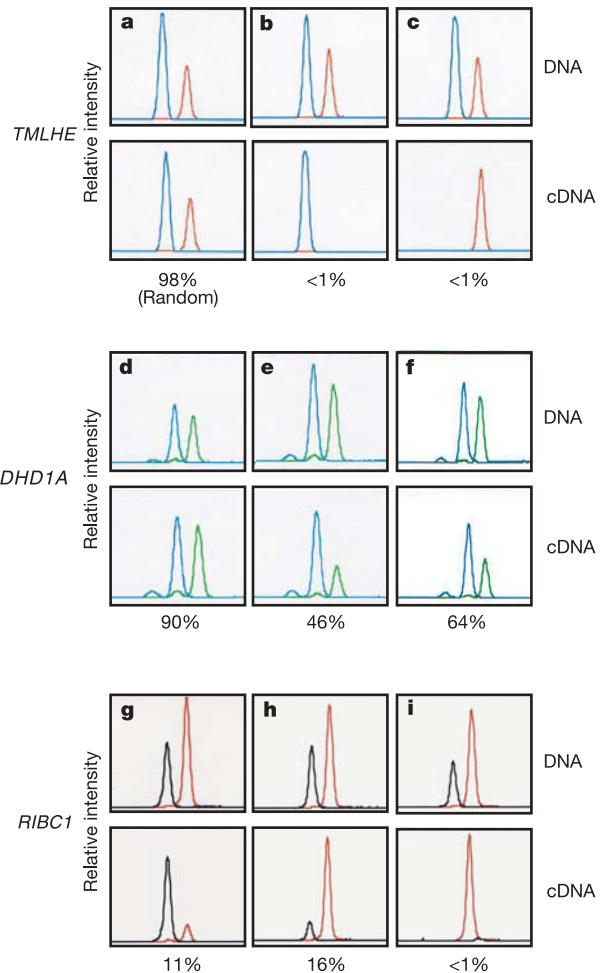 a b c
DNA
TMLHE
Relative intensity
cDNA
98% <1% <1%
(Random)
d e f
DNA
DHD1A
Relative intensity
cDNA
90% 46% 64%
g h i
DNA
RIBC1
Relative intensity
cDNA
11% 16% <1%